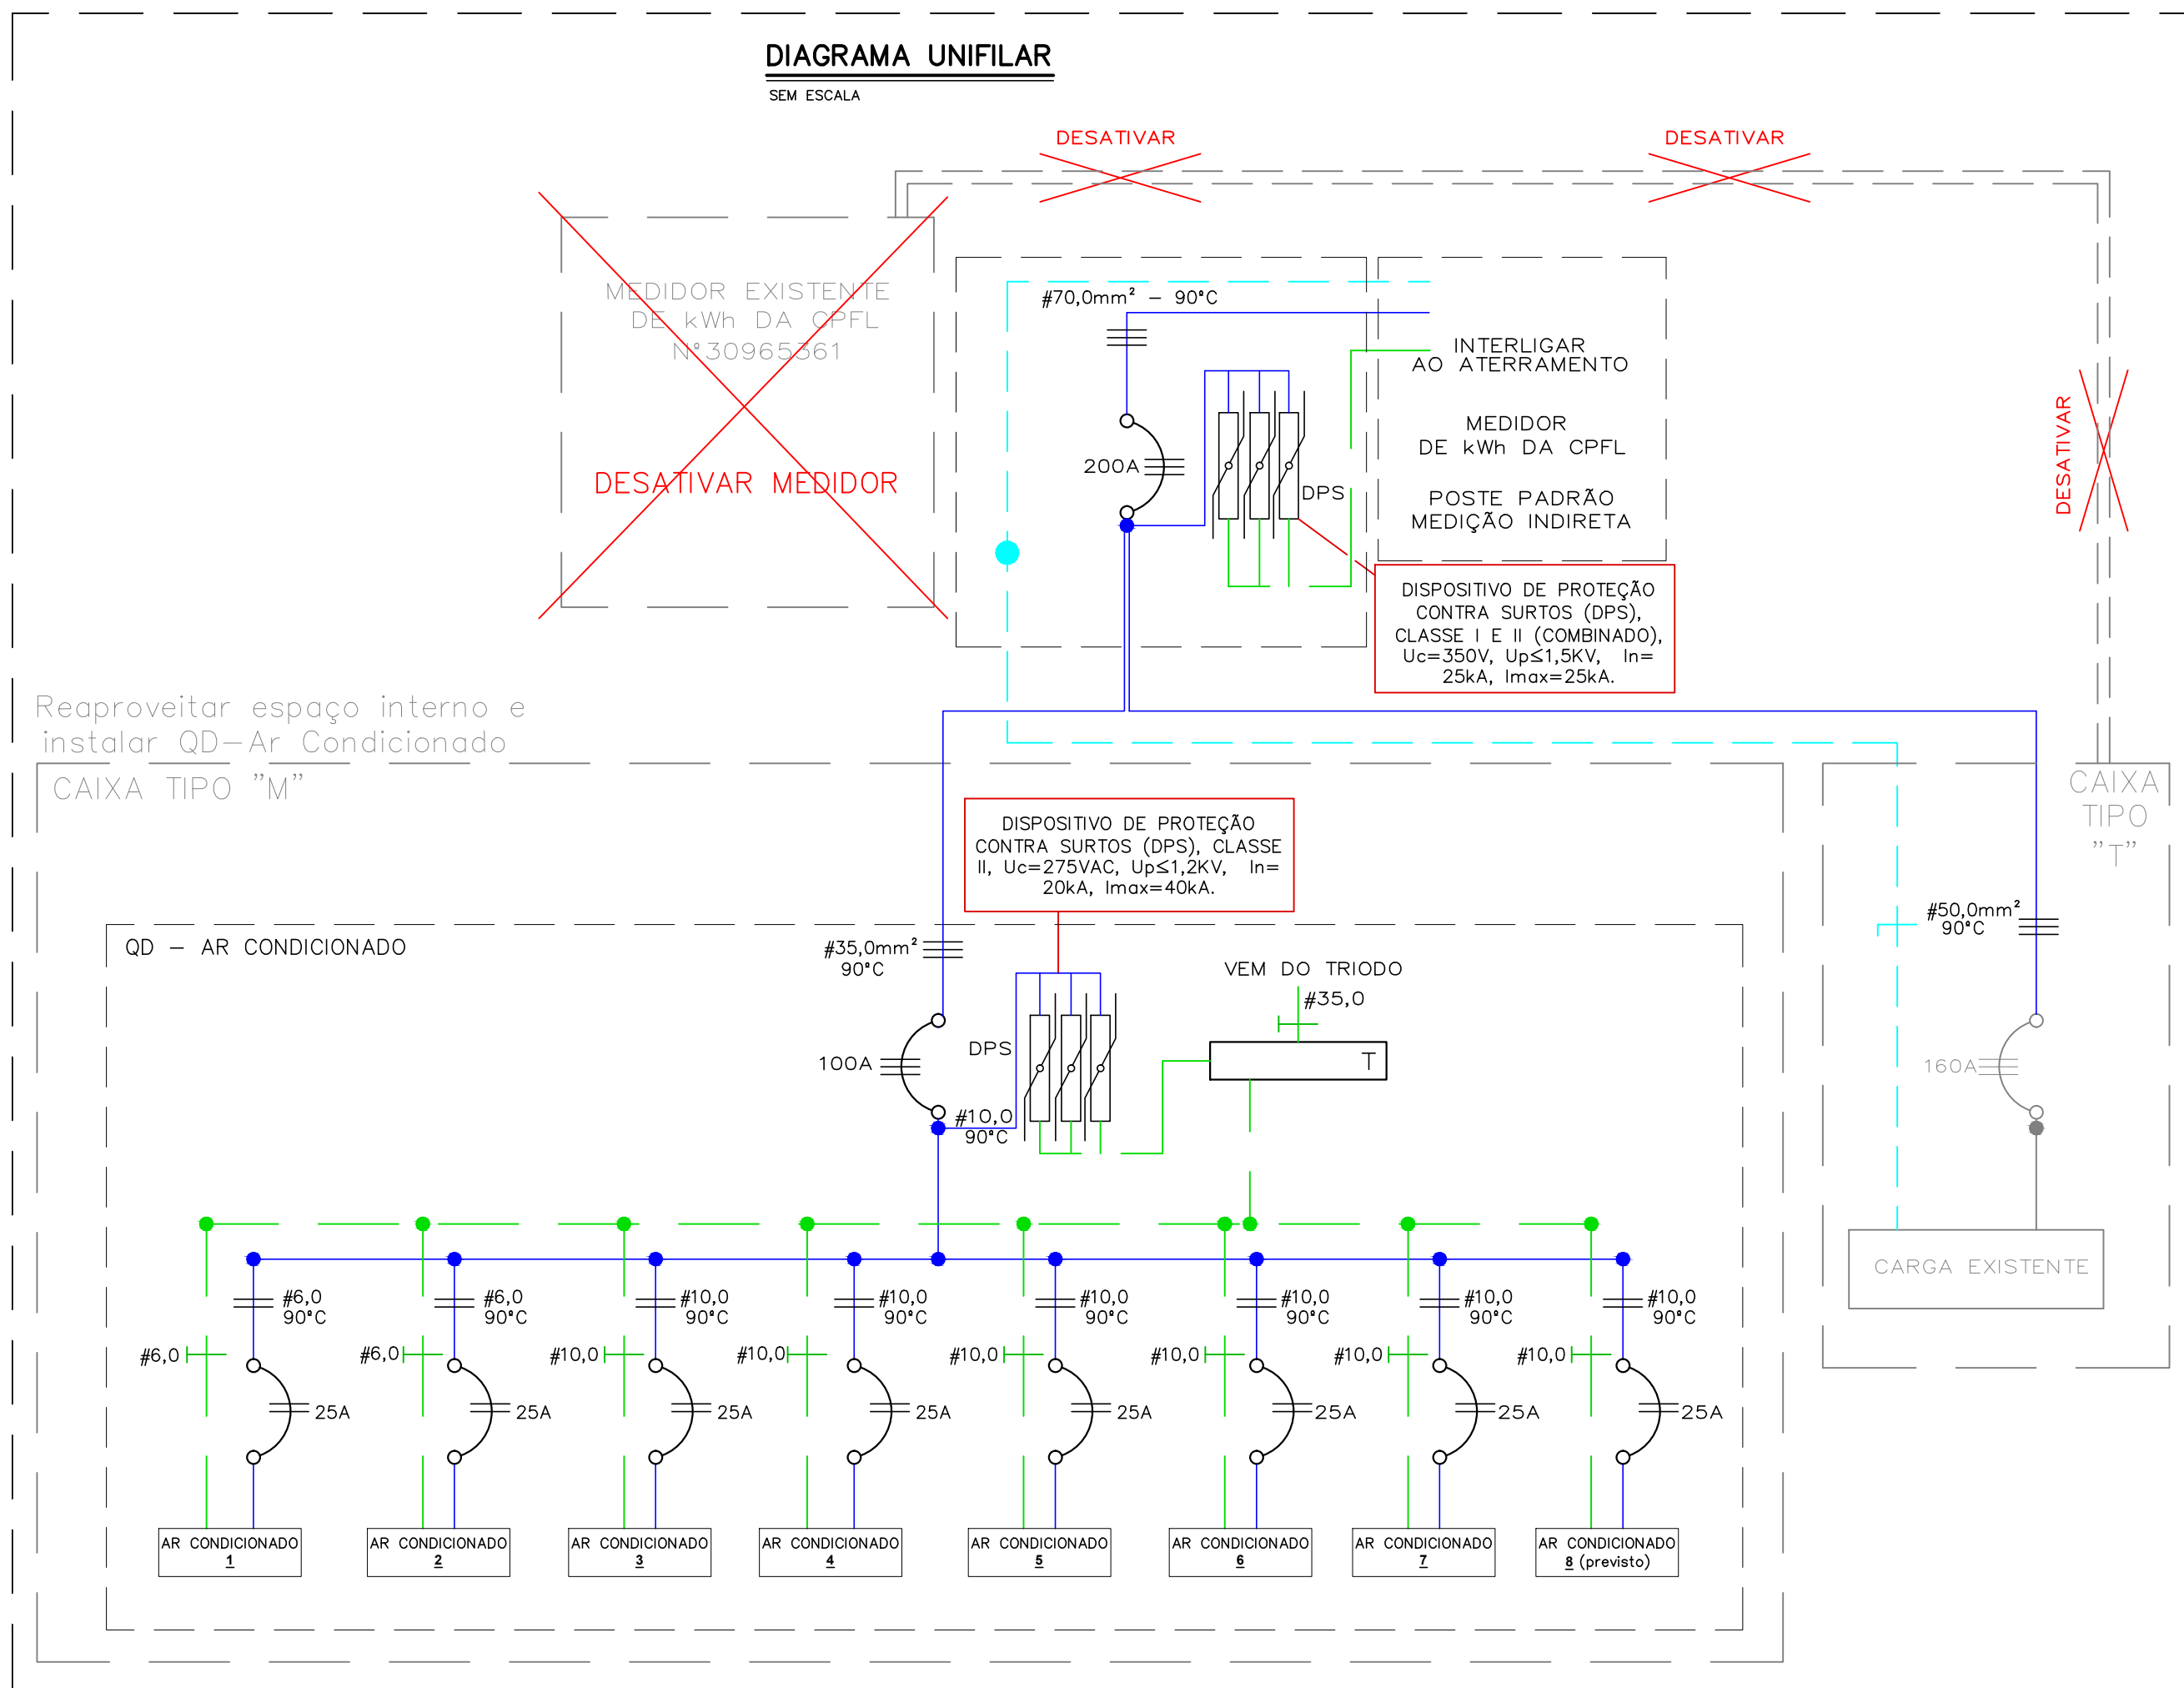 DIAGRAMA UNIFILAR
SEM ESCALA
DESATIVAR
DESATIVAR
MEDIDOR EXISTENTE
DE kWh DA CPFL
N°30965361
DESATIVAR MEDIDOR
#70,0mm² – 90°C
200A
DPS
INTERLIGAR
AO ATERRAMENTO
MEDIDOR
DE kWh DA CPFL
POSTE PADRÃO
MEDIÇÃO INDIRETA
DESATIVAR
DISPOSITIVO DE PROTEÇÃO
CONTRA SURTOS (DPS),
CLASSE I E II (COMBINADO),
Uc=350V, Up≤1,5KV, In=
25kA, Imax=25kA.
Reaproveitar espaço interno e
instalar QD–Ar Condicionado
CAIXA TIPO "M"
CAIXA
TIPO
"T"
DISPOSITIVO DE PROTEÇÃO
CONTRA SURTOS (DPS), CLASSE
II, Uc=275VAC, Up≤1,2KV, In=
20kA, Imax=40kA.
QD – AR CONDICIONADO
#35,0mm²
90°C
VEM DO TRIODO
#35,0
T
DPS
100A
#10,0
90°C
#50,0mm²
90°C
160A
CARGA EXISTENTE
#6,0
90°C
#6,0
90°C
#10,0
90°C
#10,0
90°C
#10,0
90°C
#10,0
90°C
#10,0
90°C
#10,0
90°C
#6,0
#6,0
#10,0
#10,0
#10,0
#10,0
#10,0
#10,0
25A
25A
25A
25A
25A
25A
25A
25A
AR CONDICIONADO
1
AR CONDICIONADO
2
AR CONDICIONADO
3
AR CONDICIONADO
4
AR CONDICIONADO
5
AR CONDICIONADO
6
AR CONDICIONADO
7
AR CONDICIONADO
8 (previsto)